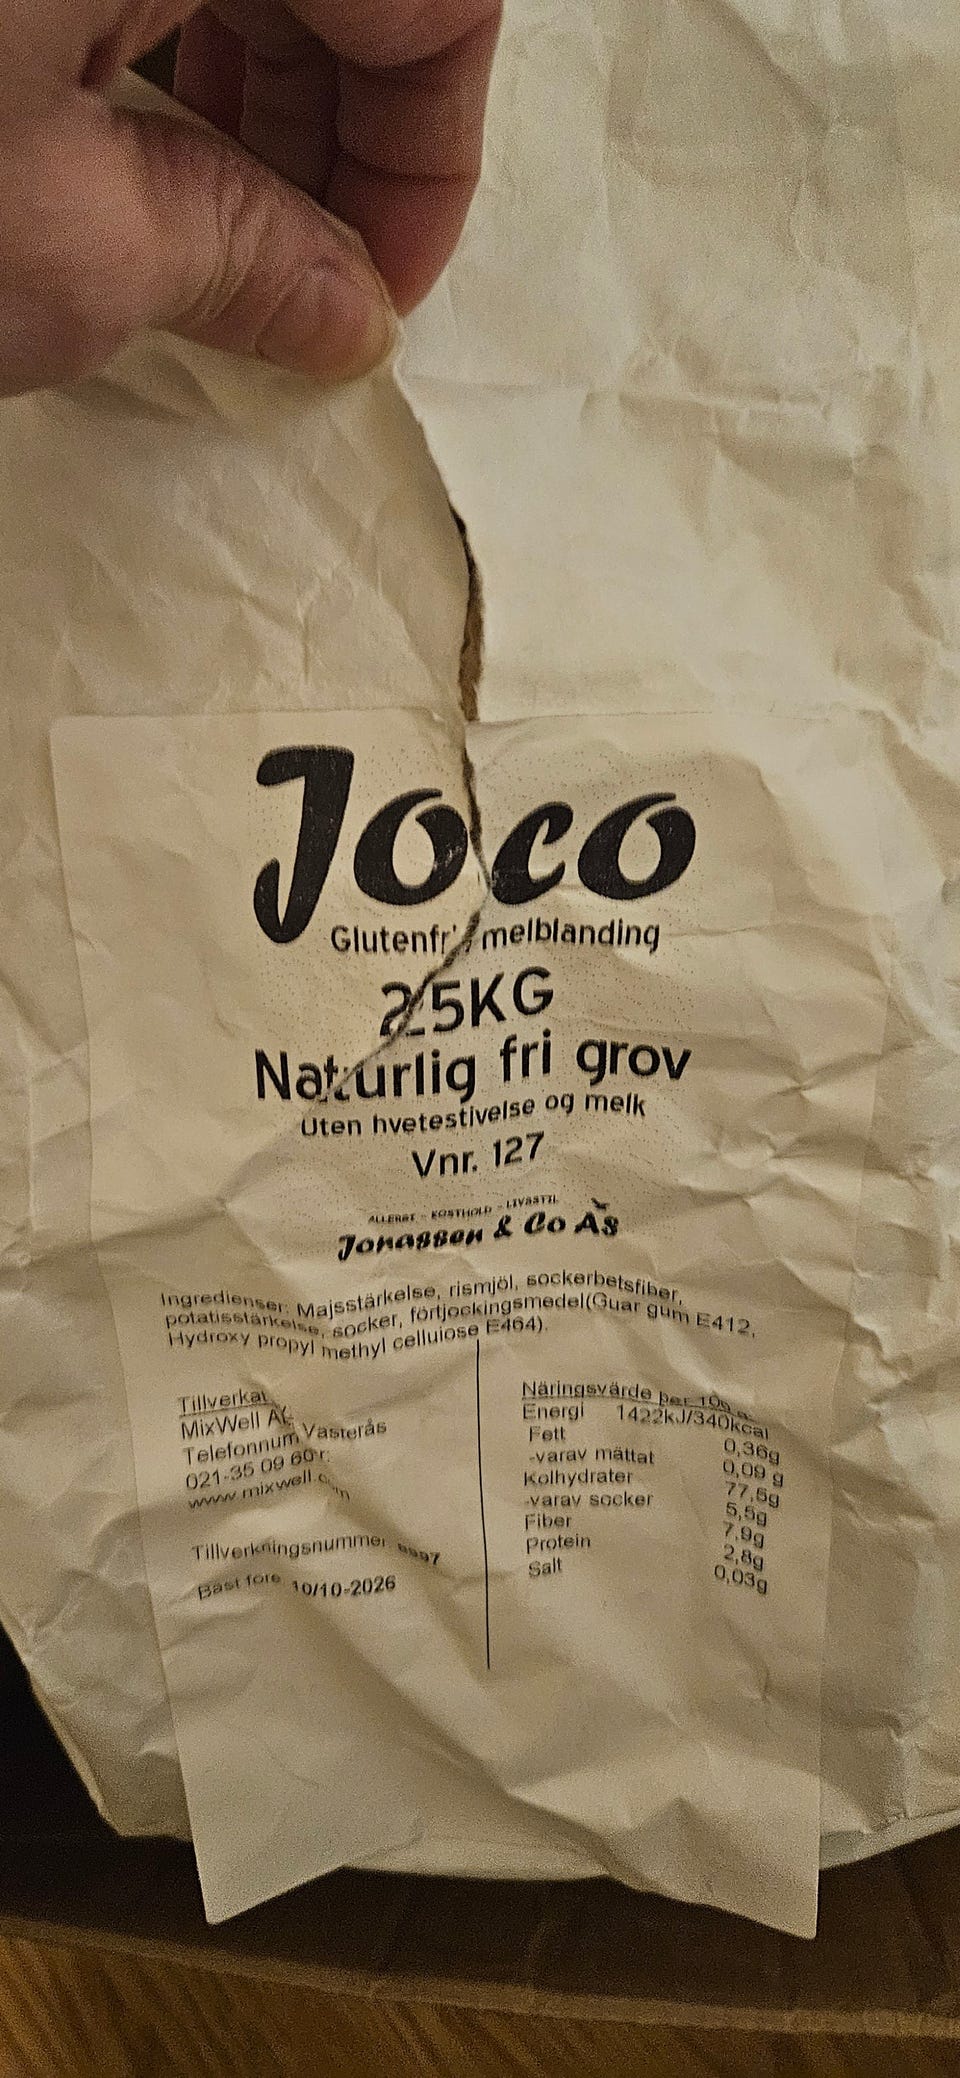 Joco
Glutenfri melblanding
25KG
Naturlig fri grov
Uten hvetestivelse og melk
Vnr. 127
ALLERGI - KOSTHOLD - LIVSSTIL
Jonassen & Co AS
Ingredienser: Majsstärkelse, rismjöl, sockerbetsfiber,
potatisstärkelse, socker, förtjockingsmedel(Guar gum E412,
Hydroxy propyl methyl cellulose E464).
Tillverkat
MixWell Västerås
Telefonnummer:
021-35 09 60
www.mixwell.com
Tillverkningsnummer
Bäst före 10/10-2026
Näringsvärde per 100 g
Energi 1422kJ/340kcal
Fett 0,36g
-varav mättat 0,09 g
Kolhydrater 77,5g
-varav socker 5,5g
Fiber 7,9g
Protein 2,8g
Salt 0,03g